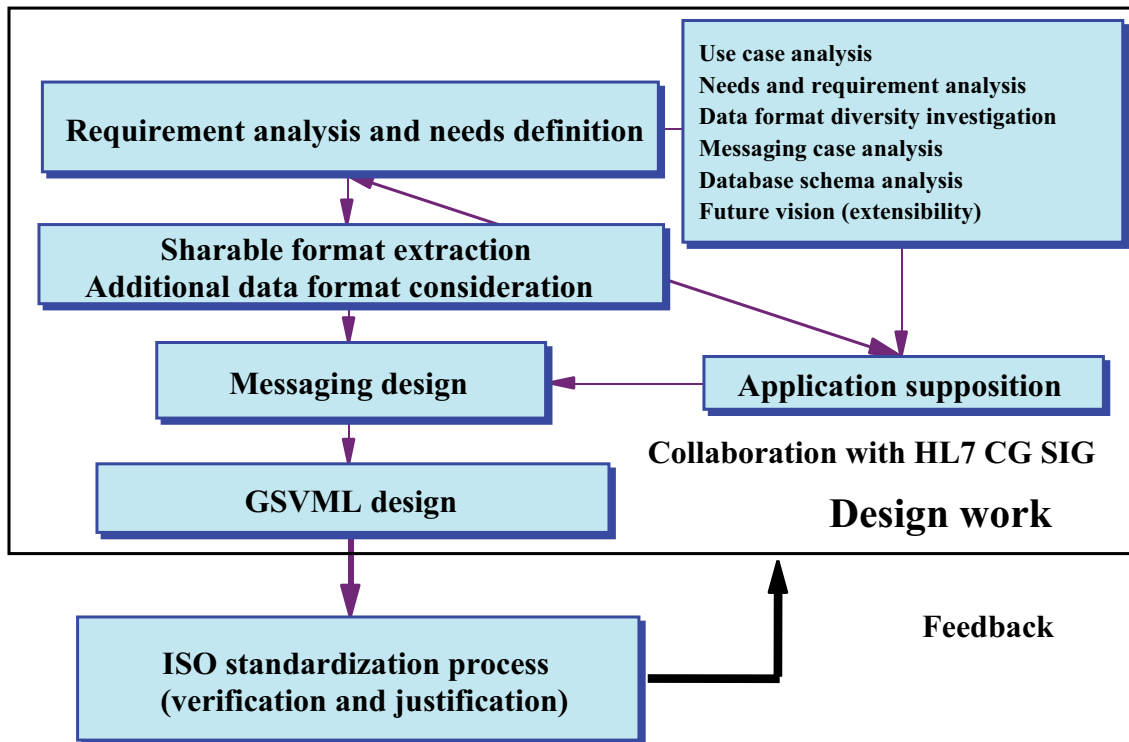 Use case analysis
Needs and requirement analysis
Data format diversity investigation
Messaging case analysis
Database schema analysis
Future vision (extensibility)
Requirement analysis and needs definition
Sharable format extraction
Additional data format consideration
Messaging design
Application supposition
Collaboration with HL7 CG SIG
GSVML design
Design work
Feedback
ISO standardization process
(verification and justification)